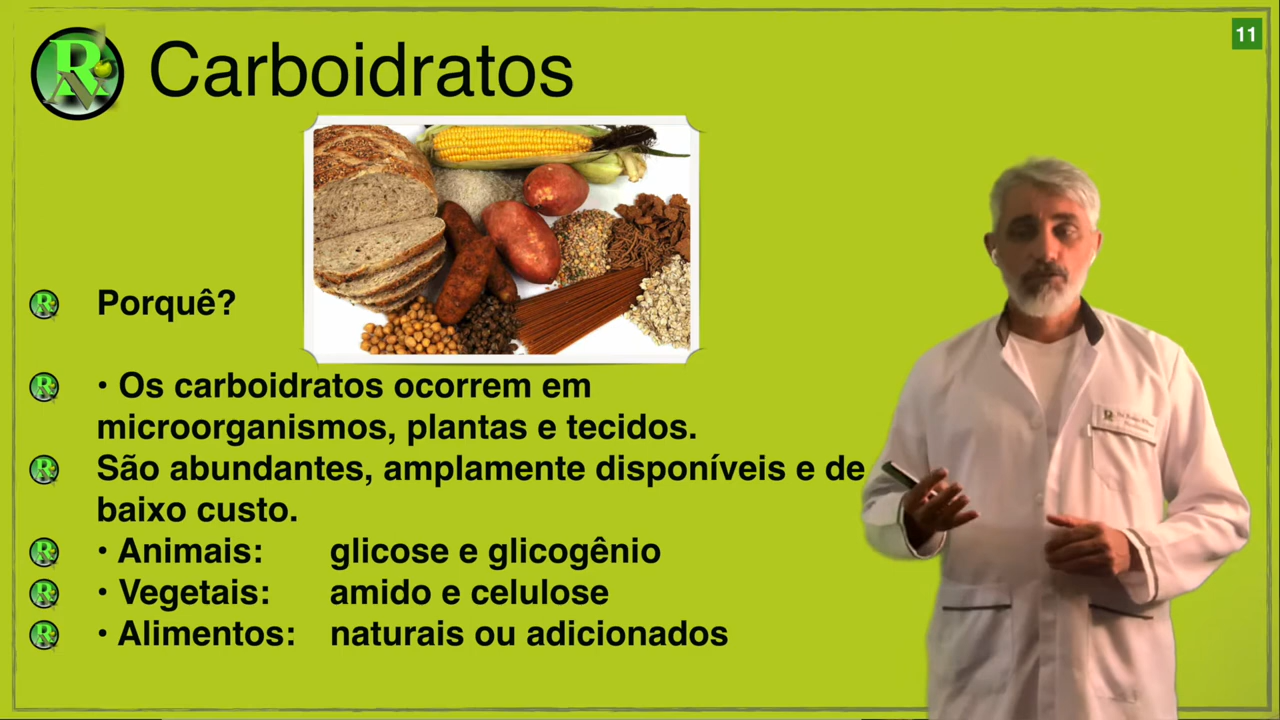 11
Carboidratos
Porquê?
• Os carboidratos ocorrem em
microorganismos, plantas e tecidos.
São abundantes, amplamente disponíveis e de
baixo custo.
• Animais: glicose e glicogênio
• Vegetais: amido e celulose
• Alimentos: naturais ou adicionados